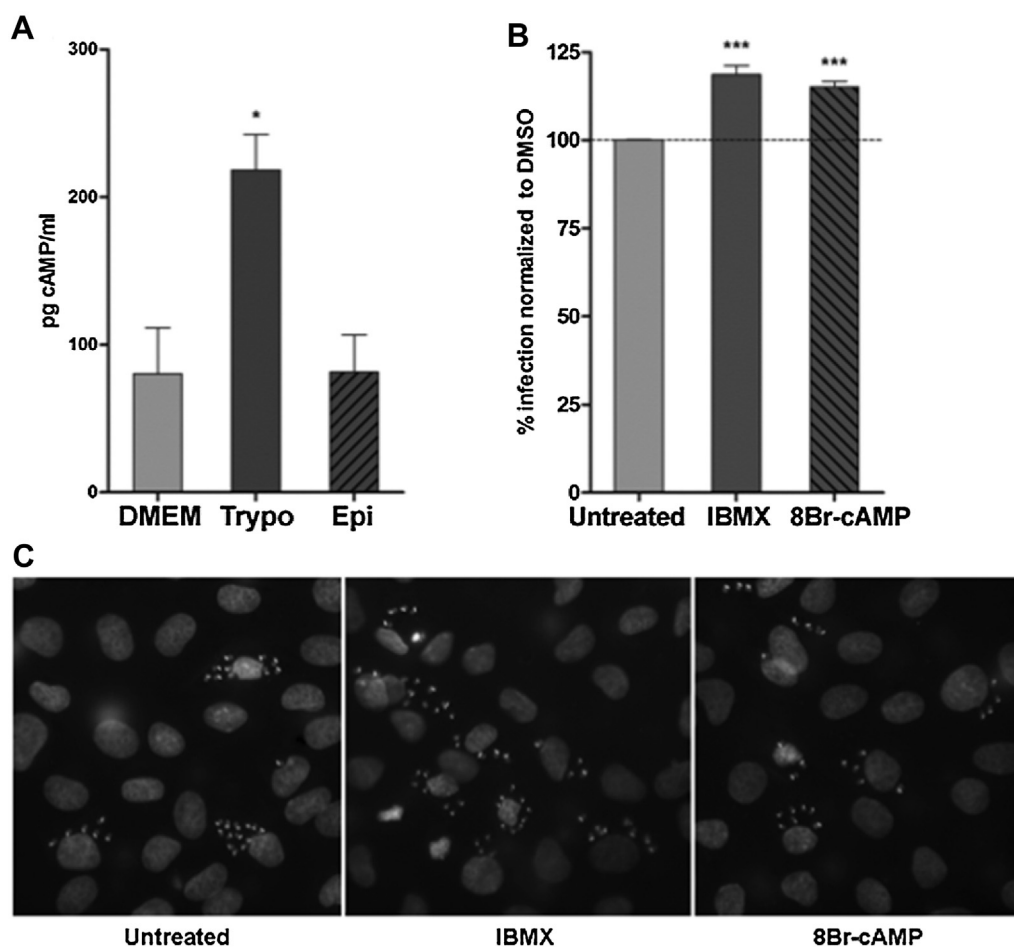 A
B
300
200
100
0
pg cAMP/ml
*
DMEM Trypo Epi
125
100
75
50
25
0
% infection normalized to DMSO
***
***
Untreated IBMX 8Br-cAMP
C
Untreated IBMX 8Br-cAMP